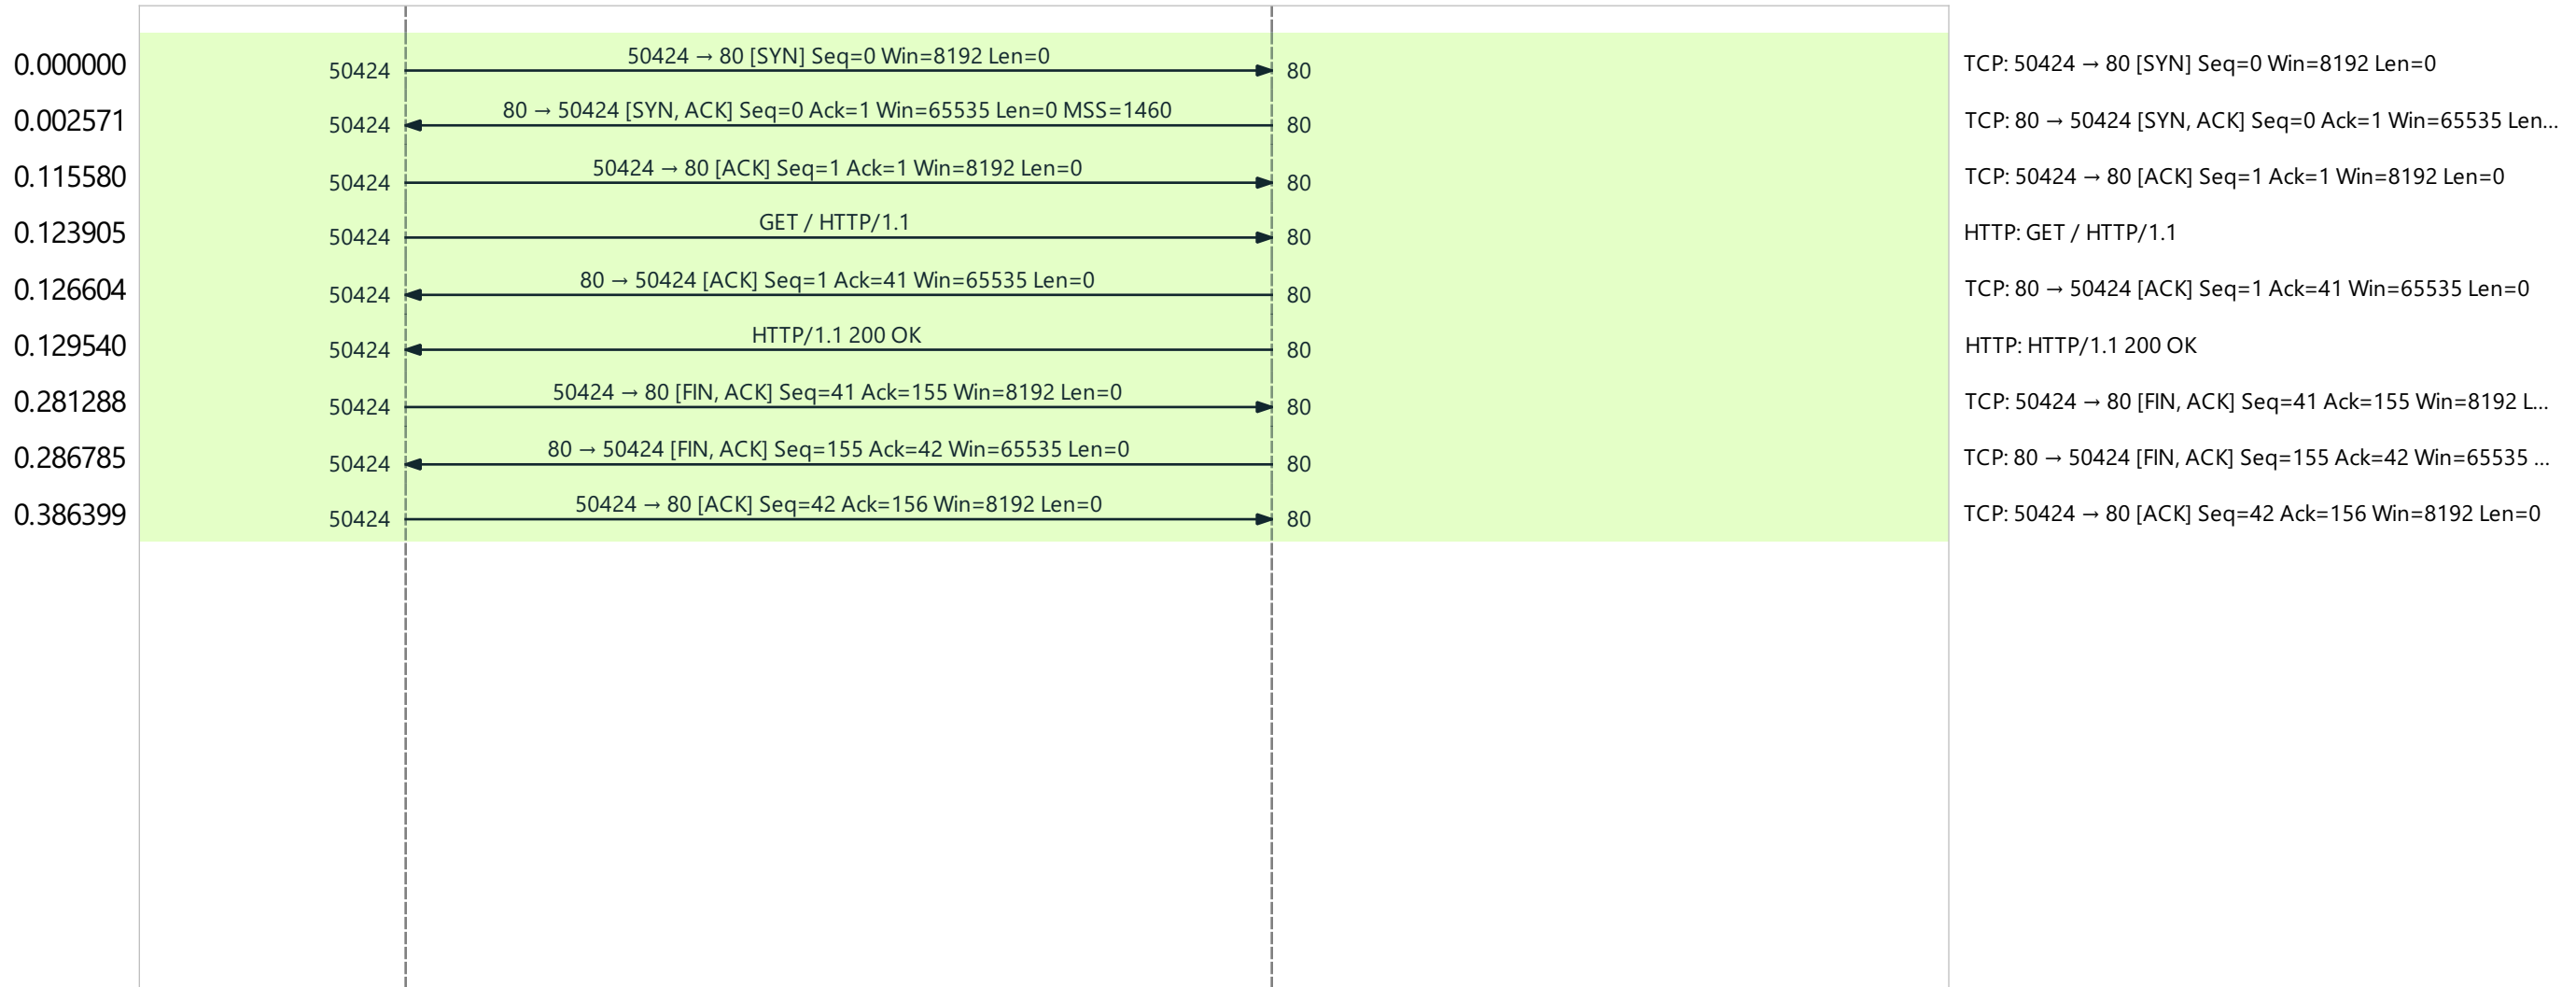 50424 → 80 [SYN] Seq=0 Win=8192 Len=0
0.000000 50424 80 TCP: 50424 → 80 [SYN] Seq=0 Win=8192 Len=0
80 → 50424 [SYN, ACK] Seq=0 Ack=1 Win=65535 Len=0 MSS=1460
0.002571 50424 80 TCP: 80 → 50424 [SYN, ACK] Seq=0 Ack=1 Win=65535 Len...
50424 → 80 [ACK] Seq=1 Ack=1 Win=8192 Len=0
0.115580 50424 80 TCP: 50424 → 80 [ACK] Seq=1 Ack=1 Win=8192 Len=0
GET / HTTP/1.1
0.123905 50424 80 HTTP: GET / HTTP/1.1
80 → 50424 [ACK] Seq=1 Ack=41 Win=65535 Len=0
0.126604 50424 80 TCP: 80 → 50424 [ACK] Seq=1 Ack=41 Win=65535 Len=0
HTTP/1.1 200 OK
0.129540 50424 80 HTTP: HTTP/1.1 200 OK
50424 → 80 [FIN, ACK] Seq=41 Ack=155 Win=8192 Len=0
0.281288 50424 80 TCP: 50424 → 80 [FIN, ACK] Seq=41 Ack=155 Win=8192 L...
80 → 50424 [FIN, ACK] Seq=155 Ack=42 Win=65535 Len=0
0.286785 50424 80 TCP: 80 → 50424 [FIN, ACK] Seq=155 Ack=42 Win=65535 ...
50424 → 80 [ACK] Seq=42 Ack=156 Win=8192 Len=0
0.386399 50424 80 TCP: 50424 → 80 [ACK] Seq=42 Ack=156 Win=8192 Len=0